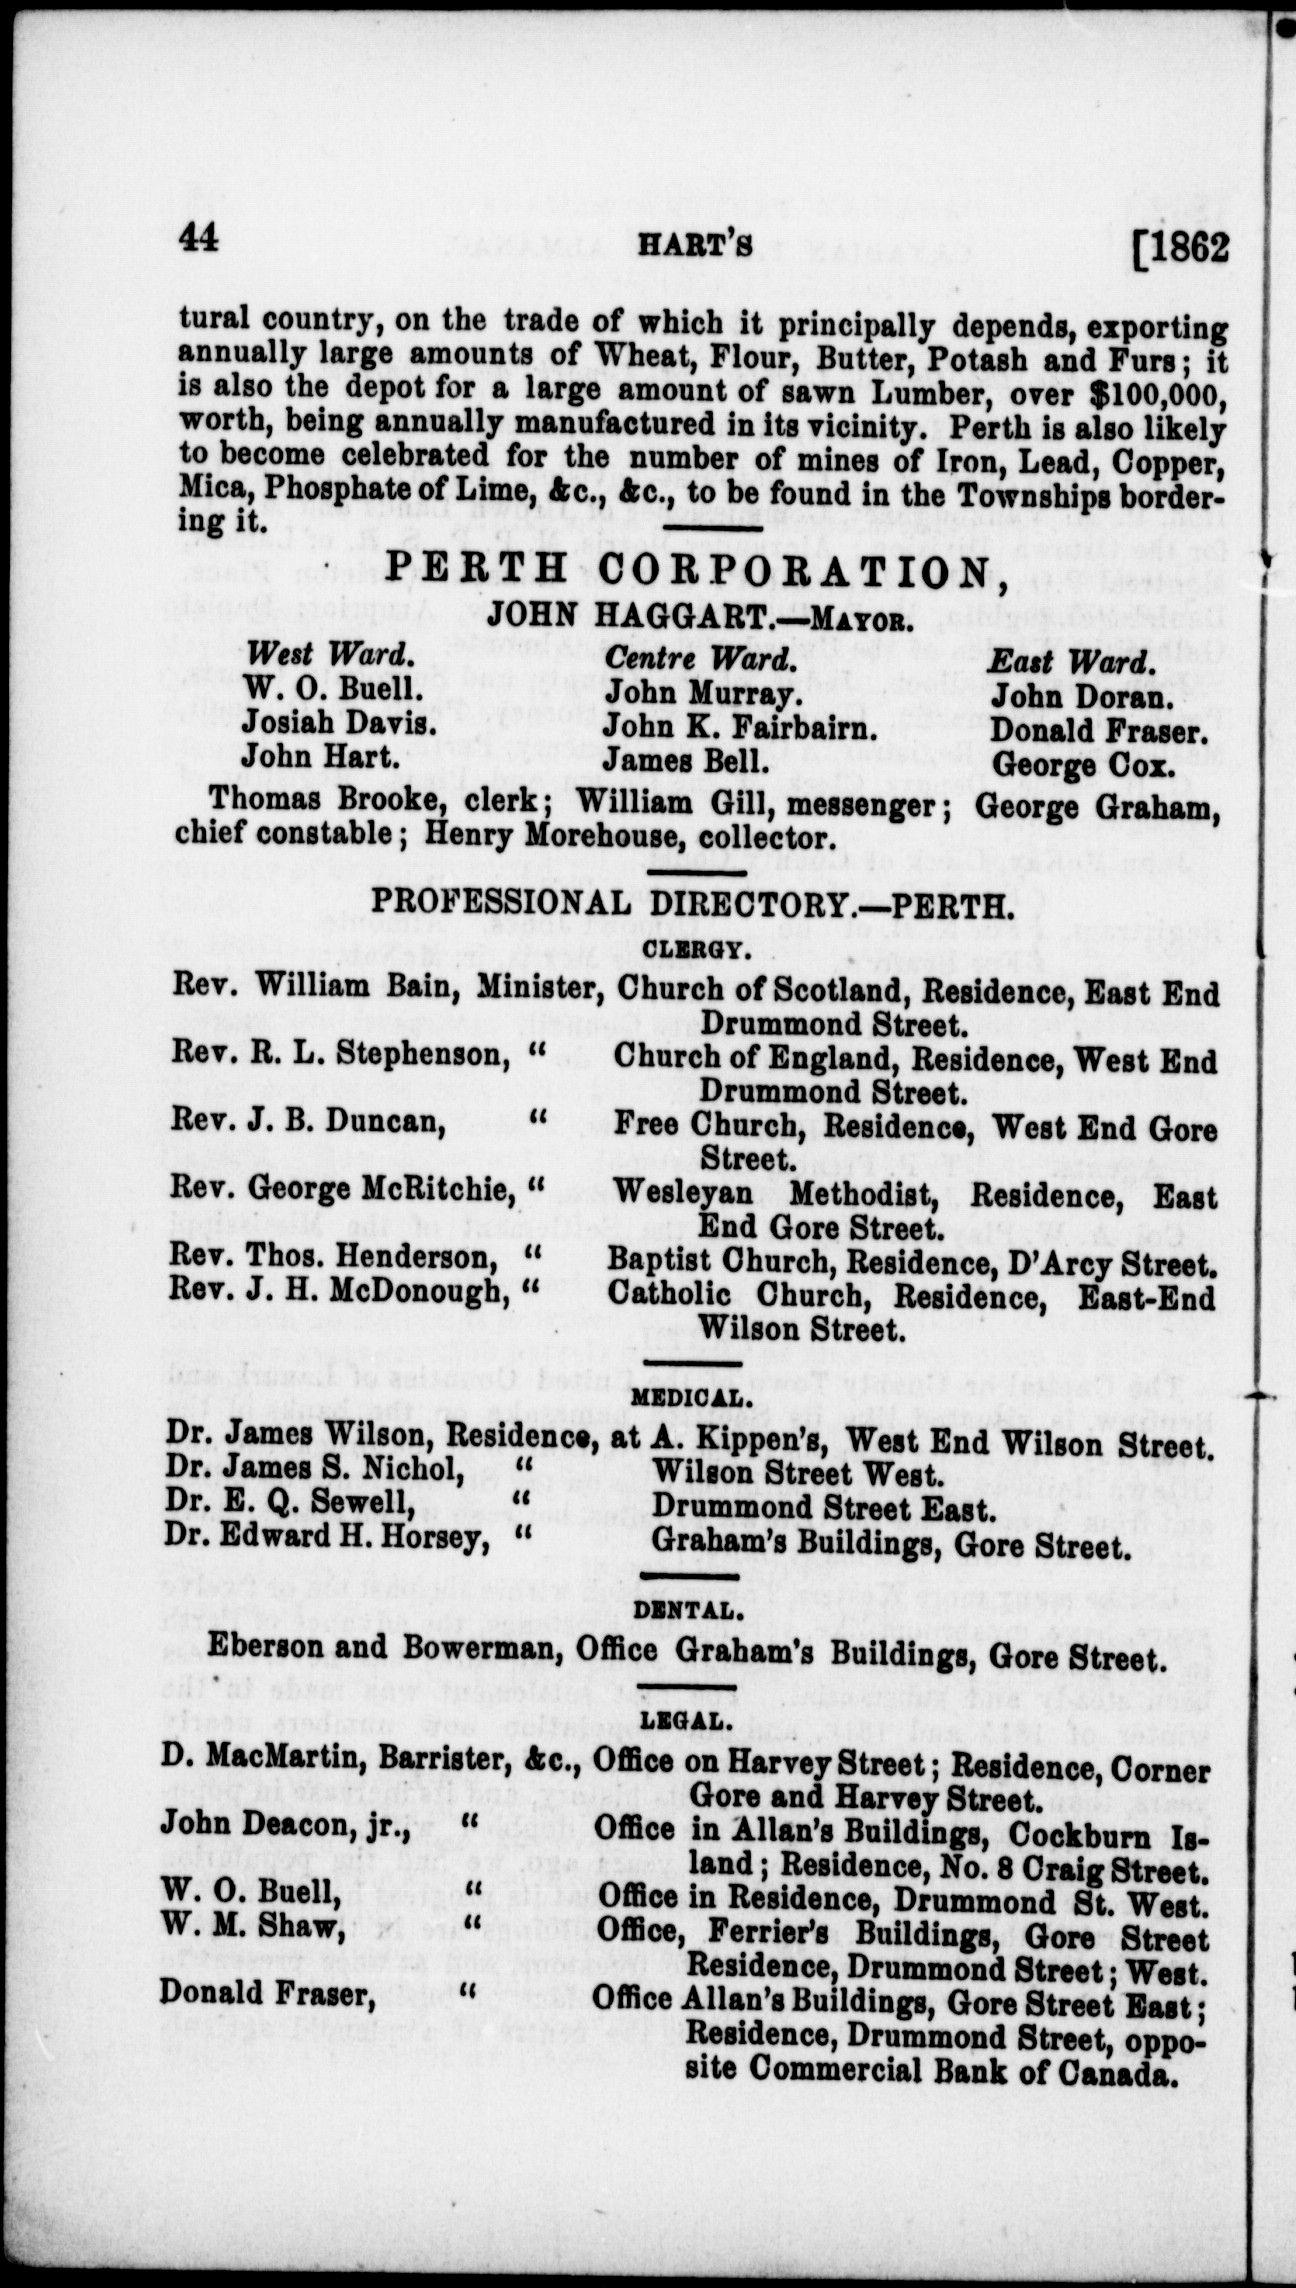 44 HART'S [1862
tural country, on the trade of which it principally depends, exporting
annually large amounts of Wheat, Flour, Butter, Potash and Furs; it
is also the depot for a large amount of sawn Lumber, over $100,000,
worth, being annually manufactured in its vicinity. Perth is also likely
to become celebrated for the number of mines of Iron, Lead, Copper,
Mica, Phosphate of Lime, &c., &c., to be found in the Townships border-
ing it.
PERTH CORPORATION,
JOHN HAGGART.—MAYOR.
West Ward. Centre Ward. East Ward.
W. O. Buell. John Murray. John Doran.
Josiah Davis. John K. Fairbairn. Donald Fraser.
John Hart. James Bell. George Cox.
Thomas Brooke, clerk; William Gill, messenger; George Graham,
chief constable; Henry Morehouse, collector.
PROFESSIONAL DIRECTORY.—PERTH.
CLERGY.
Rev. William Bain, Minister, Church of Scotland, Residence, East End
Drummond Street.
Rev. R. L. Stephenson, “ Church of England, Residence, West End
Drummond Street.
Rev. J. B. Duncan, “ Free Church, Residence, West End Gore
Street.
Rev. George McRitchie, “ Wesleyan Methodist, Residence, East
End Gore Street.
Rev. Thos. Henderson, “ Baptist Church, Residence, D'Arcy Street.
Rev. J. H. McDonough, “ Catholic Church, Residence, East-End
Wilson Street.
MEDICAL.
Dr. James Wilson, Residence, at A. Kippen's, West End Wilson Street.
Dr. James S. Nichol, “ Wilson Street West.
Dr. E. Q. Sewell, “ Drummond Street East.
Dr. Edward H. Horsey, “ Graham's Buildings, Gore Street.
DENTAL.
Eberson and Bowerman, Office Graham's Buildings, Gore Street.
LEGAL.
D. MacMartin, Barrister, &c., Office on Harvey Street; Residence, Corner
Gore and Harvey Street.
John Deacon, jr., “ Office in Allan's Buildings, Cockburn Is-
land; Residence, No. 8 Craig Street.
W. O. Buell, “ Office in Residence, Drummond St. West.
W. M. Shaw, “ Office, Ferrier's Buildings, Gore Street
Residence, Drummond Street; West.
Donald Fraser, “ Office Allan's Buildings, Gore Street East;
Residence, Drummond Street, oppo-
site Commercial Bank of Canada.